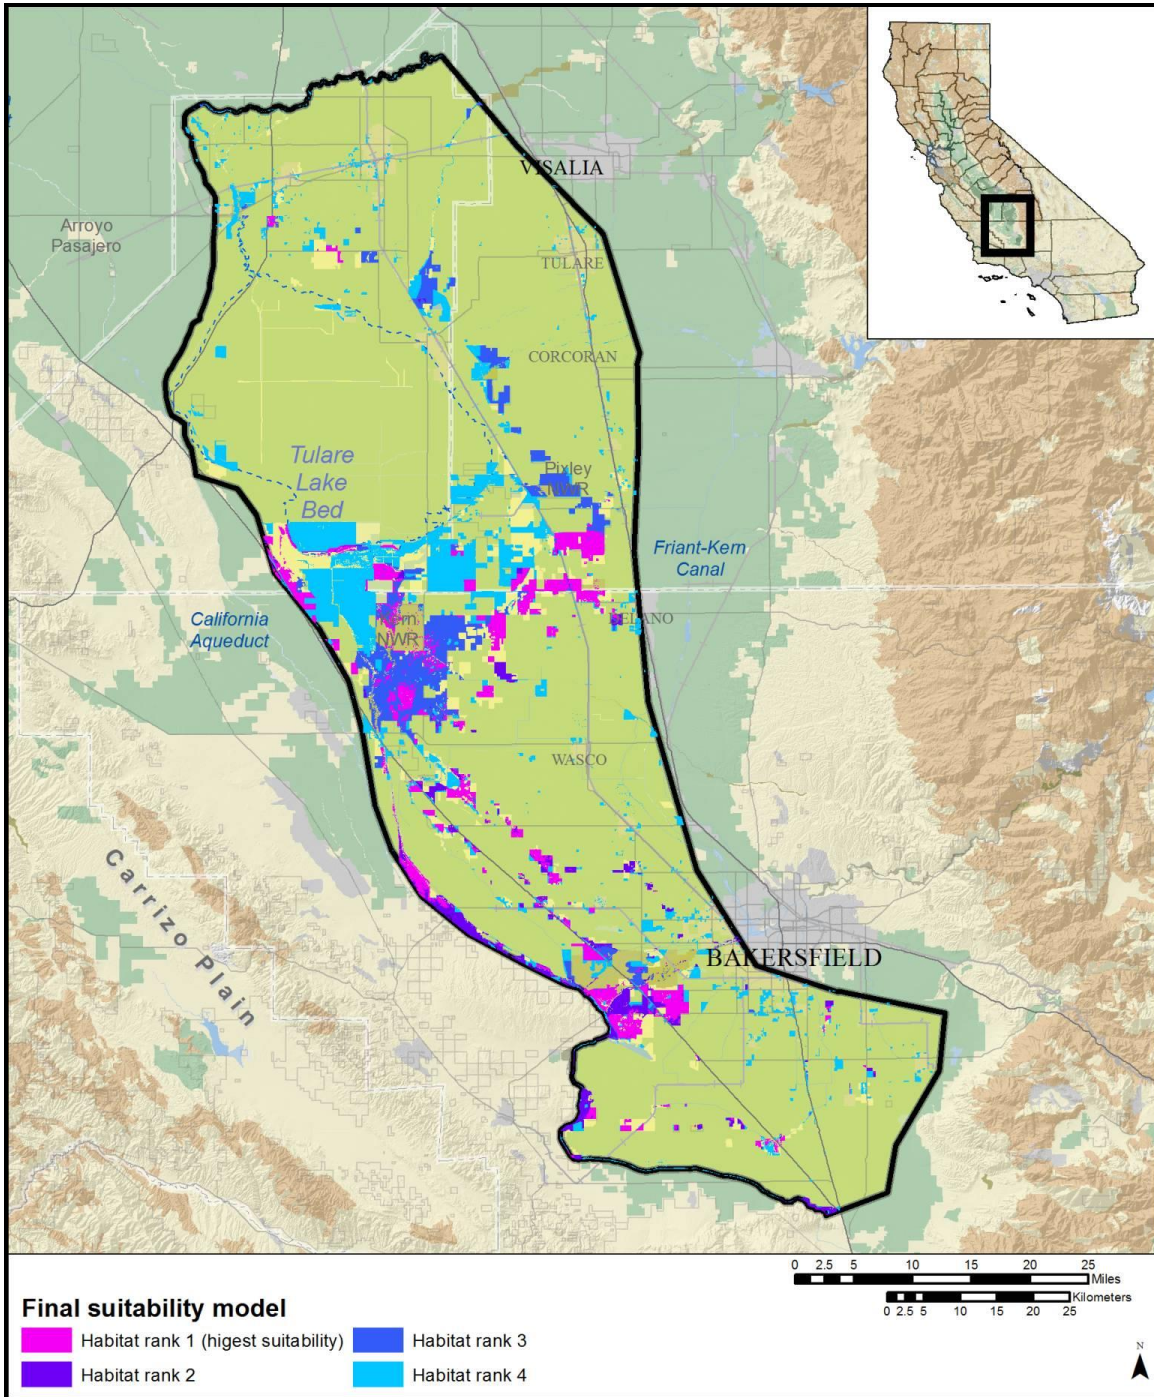 VISALIA
Arroyo
Pasajero
TULARE
CORCORAN
Tulare
Lake
Bed
Pixley
NWR
Friant-Kern
Canal
California
Aqueduct
Kern
NWR
DELANO
WASCO
Carrizo Plain
BAKERSFIELD
0 2.5 5 10 15 20 25
Miles
Kilometers
0 2.5 5 10 15 20 25
Final suitability model
Habitat rank 1 (higest suitability)
Habitat rank 3
Habitat rank 2
Habitat rank 4
N